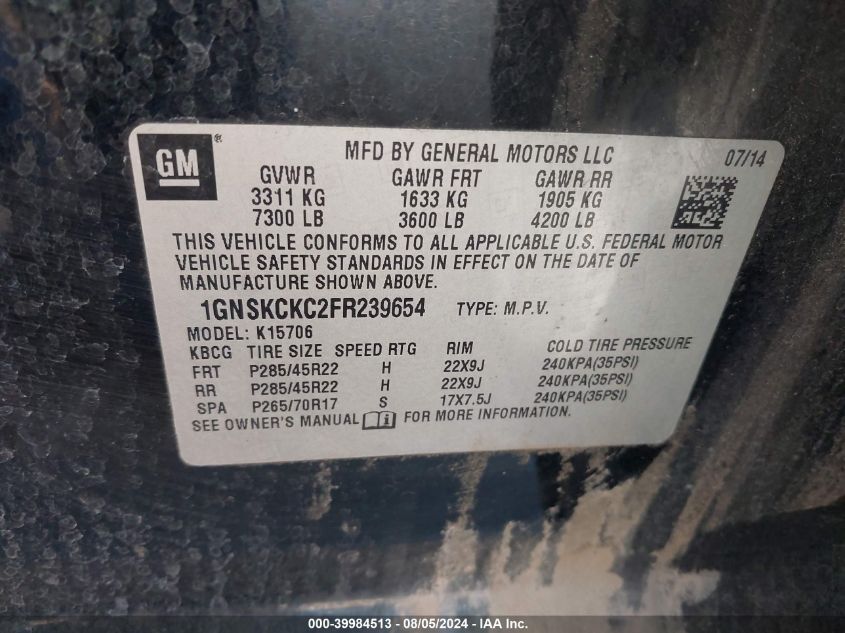 GM®
MFD BY GENERAL MOTORS LLC 07/14
GVWR GAWR FRT GAWR RR
3311 KG 1633 KG 1905 KG
7300 LB 3600 LB 4200 LB
THIS VEHICLE CONFORMS TO ALL APPLICABLE U.S. FEDERAL MOTOR
VEHICLE SAFETY STANDARDS IN EFFECT ON THE DATE OF
MANUFACTURE SHOWN ABOVE.
1GNSKCKC2FR239654 TYPE: M.P.V.
MODEL: K15706
KBCG TIRE SIZE SPEED RTG RIM COLD TIRE PRESSURE
FRT P285/45R22 H 22X9J 240KPA(35PSI)
RR P285/45R22 H 22X9J 240KPA(35PSI)
SPA P265/70R17 S 17X7.5J 240KPA(35PSI)
SEE OWNER'S MANUAL FOR MORE INFORMATION.
000-39984513 - 08/05/2024 - IAA Inc.